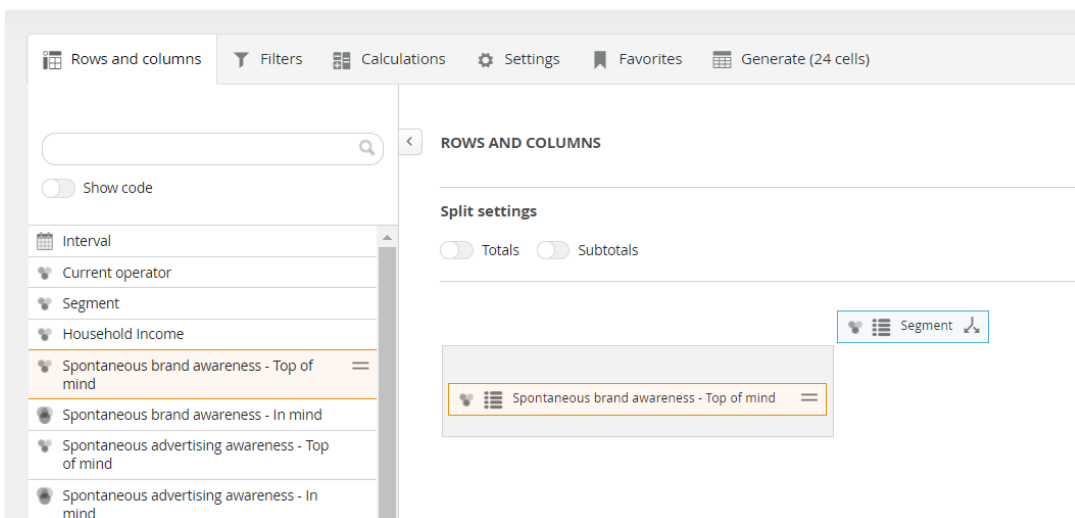 Rows and columns Filters Calculations Settings Favorites Generate (24 cells)
Show code
Interval
Current operator
Segment
Household Income
Spontaneous brand awareness - Top of
mind
Spontaneous brand awareness - In mind
Spontaneous advertising awareness - Top
of mind
Spontaneous advertising awareness - In
mind
ROWS AND COLUMNS
Split settings
Totals Subtotals
Segment
Spontaneous brand awareness - Top of mind